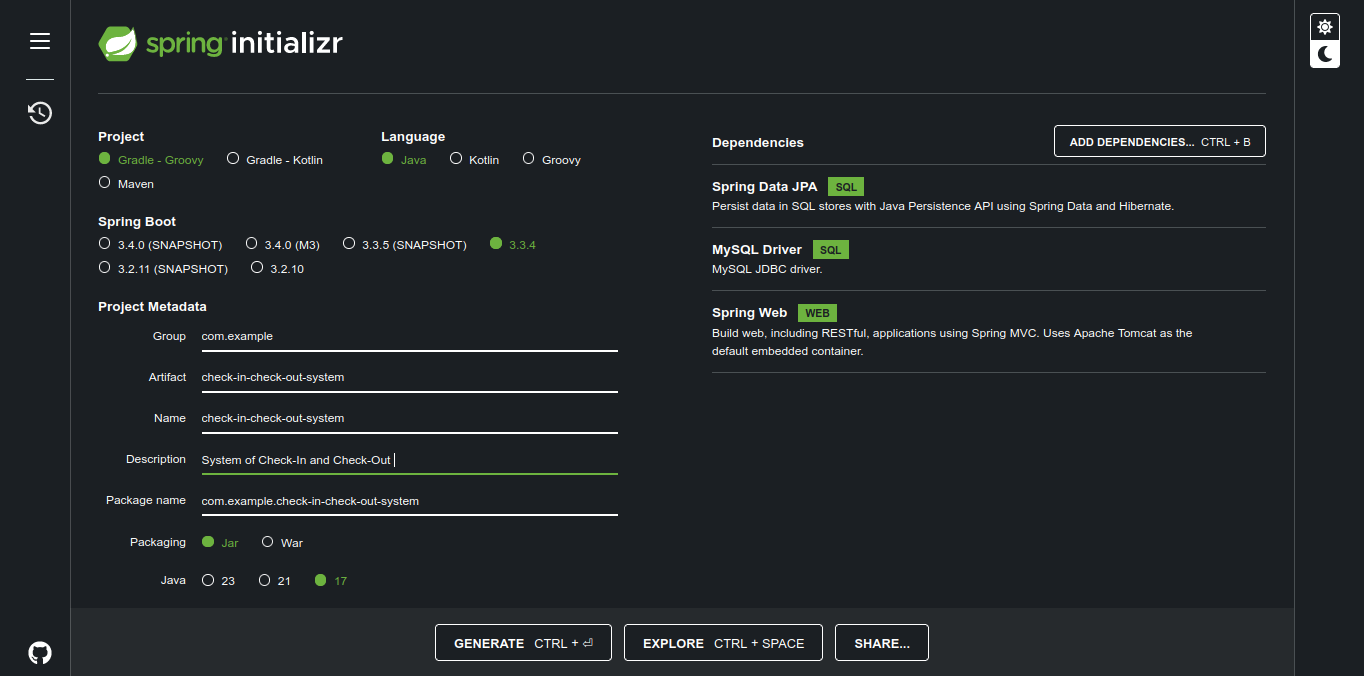 spring initializr
Project
Gradle - Groovy Gradle - Kotlin
Maven
Language
Java Kotlin Groovy
Spring Boot
3.4.0 (SNAPSHOT) 3.4.0 (M3) 3.3.5 (SNAPSHOT) 3.3.4
3.2.11 (SNAPSHOT) 3.2.10
Project Metadata
Group com.example
Artifact check-in-check-out-system
Name check-in-check-out-system
Description System of Check-In and Check-Out
Package name com.example.check-in-check-out-system
Packaging Jar War
Java 23 21 17
Dependencies ADD DEPENDENCIES... CTRL + B
Spring Data JPA SQL
Persist data in SQL stores with Java Persistence API using Spring Data and Hibernate.
MySQL Driver SQL
MySQL JDBC driver.
Spring Web WEB
Build web, including RESTful, applications using Spring MVC. Uses Apache Tomcat as the
default embedded container.
GENERATE CTRL + ⏎ EXPLORE CTRL + SPACE SHARE...